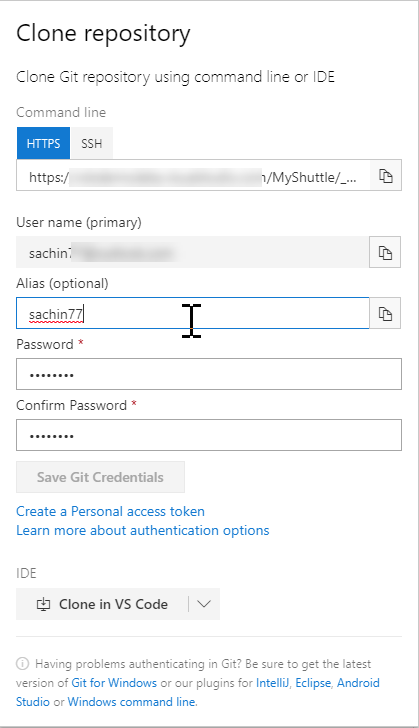 Clone repository
Clone Git repository using command line or IDE
Command line
HTTPS SSH
https:/ /MyShuttle/_...
User name (primary)
sachin7
Alias (optional)
sachin77
Password *
••••••••
Confirm Password *
••••••••
Save Git Credentials
Create a Personal access token
Learn more about authentication options
IDE
Clone in VS Code
Having problems authenticating in Git? Be sure to get the latest
version of Git for Windows or our plugins for IntelliJ, Eclipse, Android
Studio or Windows command line.